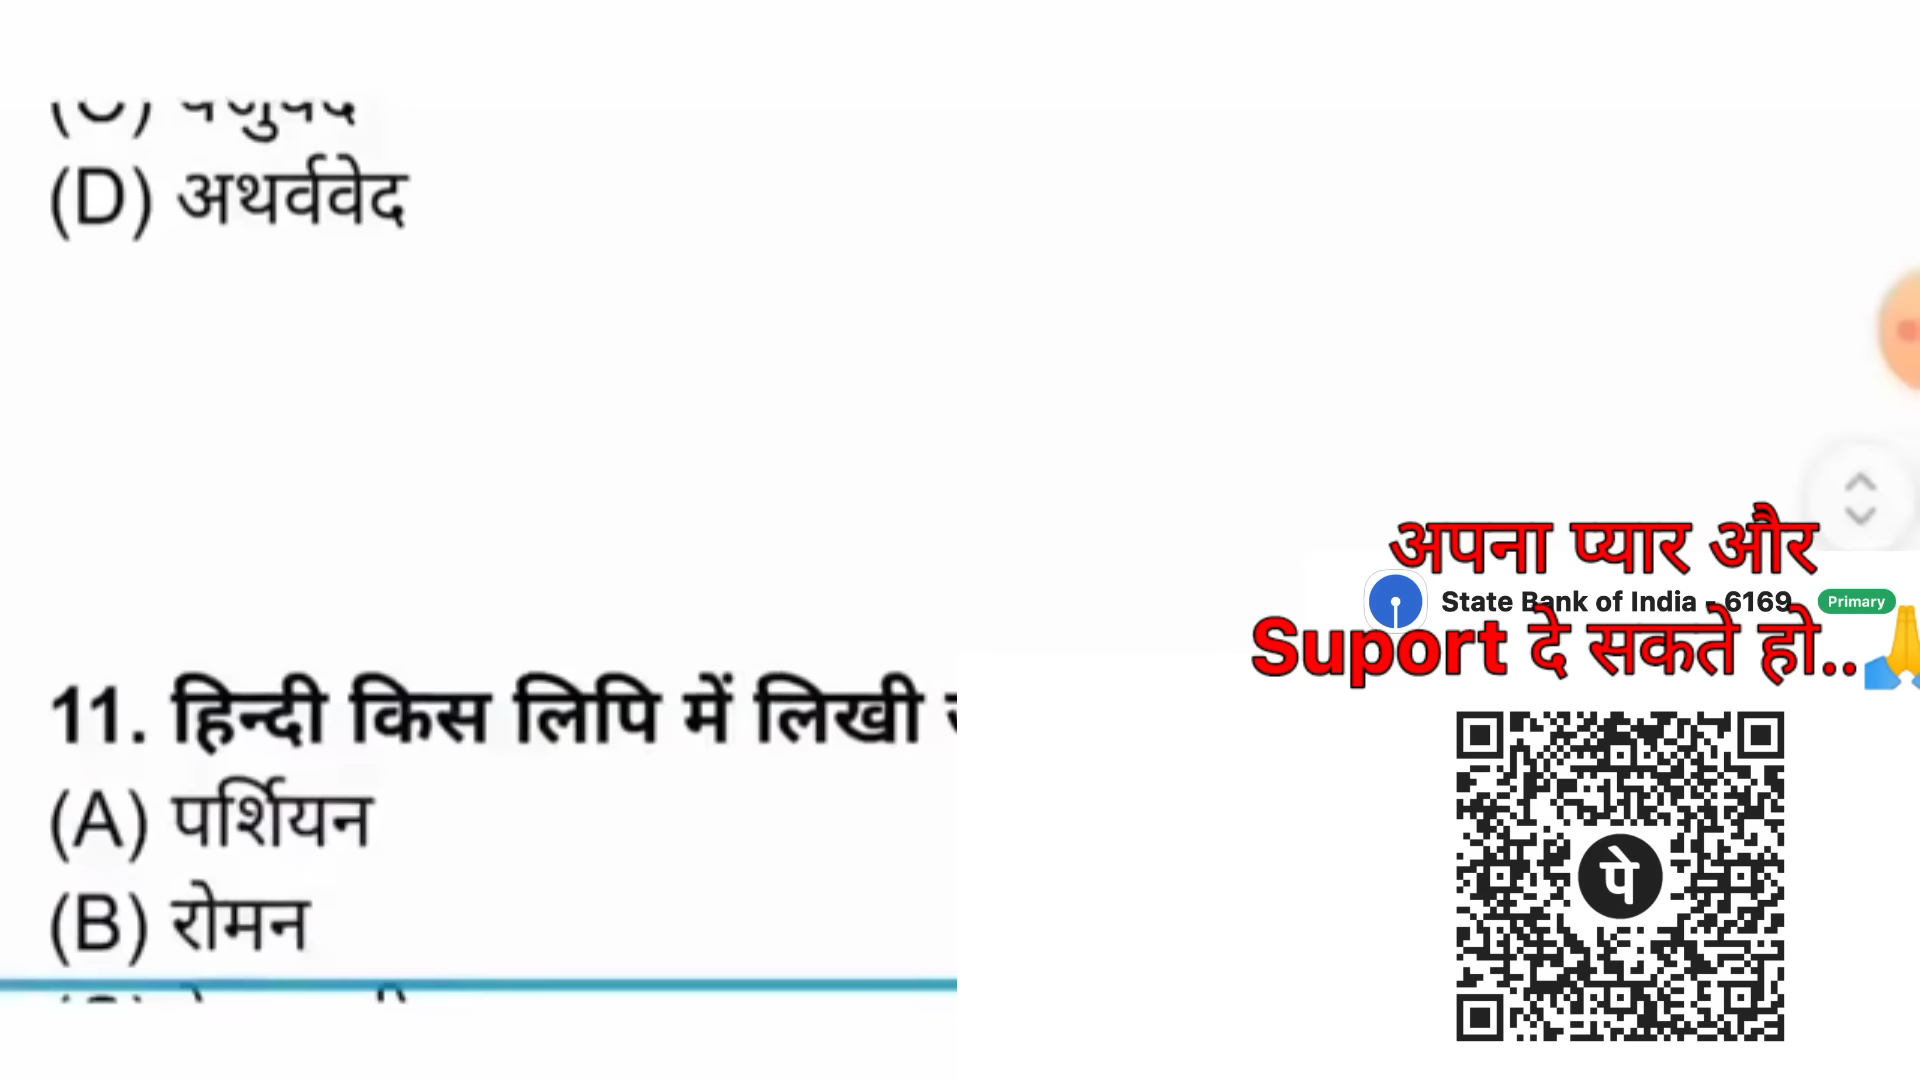 (D) अथर्ववेद
अपना प्यार और
State Bank of India - 6169
Primary
Suport दे सकते हो..🙏
11. हिन्दी किस लिपि में लिखी
(A) पर्शियन
(B) रोमन
पे